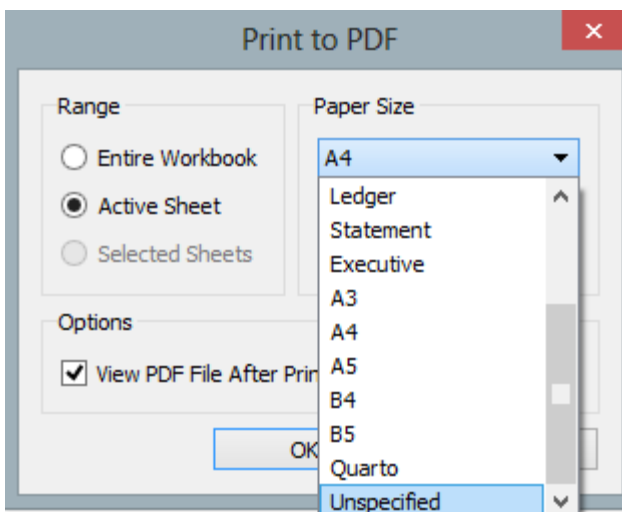 Print to PDF
Range
Entire Workbook
Active Sheet
Selected Sheets
Paper Size
A4
Ledger
Statement
Executive
A3
A4
A5
B4
B5
Quarto
Unspecified
Options
View PDF File After Prin
OK